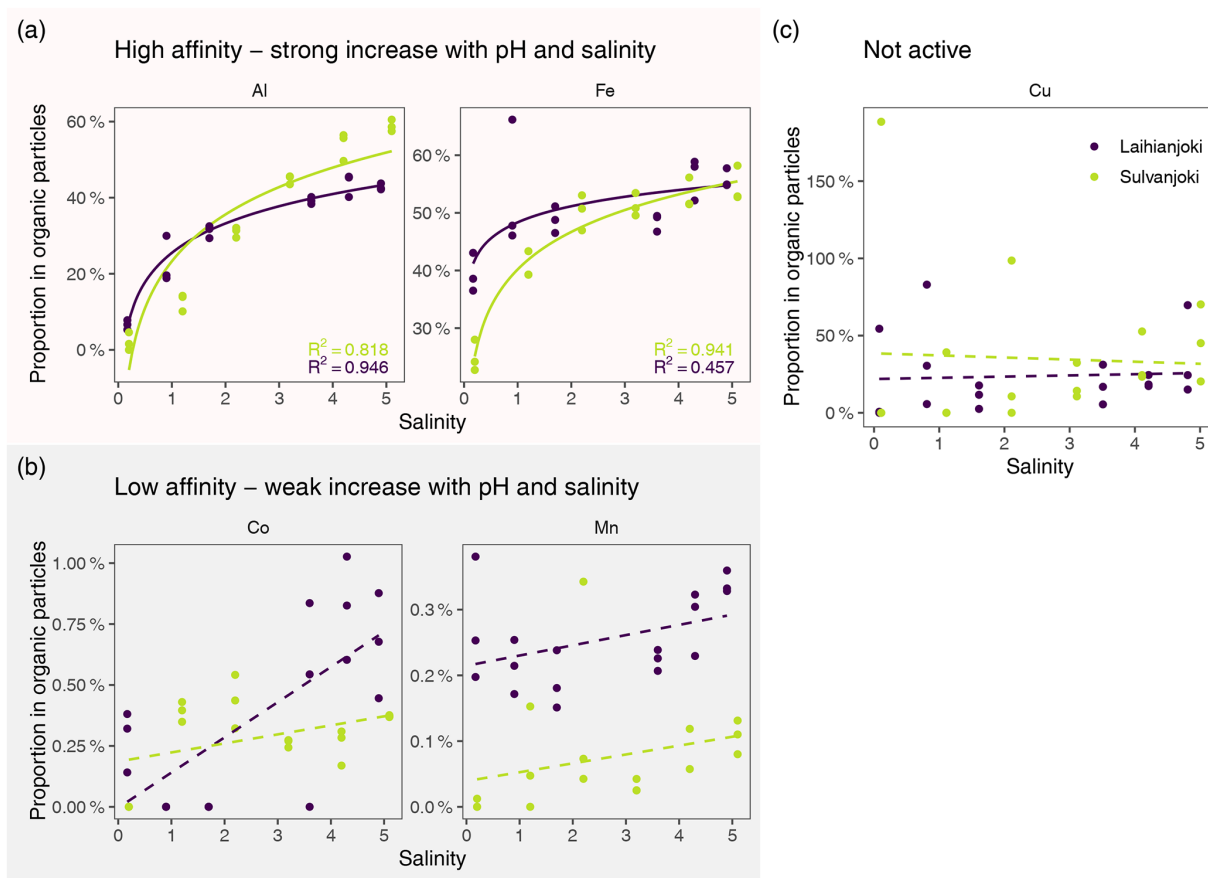 (a)
High affinity – strong increase with pH and salinity
Al
Fe
Proportion in organic particles
60 %
40 %
20 %
0 %
60 %
50 %
40 %
30 %
R² = 0.818
R² = 0.946
R² = 0.941
R² = 0.457
0 1 2 3 4 5
0 1 2 3 4 5
Salinity
(b)
Low affinity – weak increase with pH and salinity
Co
Mn
Proportion in organic particles
1.00 %
0.75 %
0.50 %
0.25 %
0.00 %
0.3 %
0.2 %
0.1 %
0.0 %
0 1 2 3 4 5
0 1 2 3 4 5
Salinity
(c)
Not active
Cu
Proportion in organic particles
150 %
100 %
50 %
0 %
Laihianjoki
Sulvanjoki
0 1 2 3 4 5
Salinity